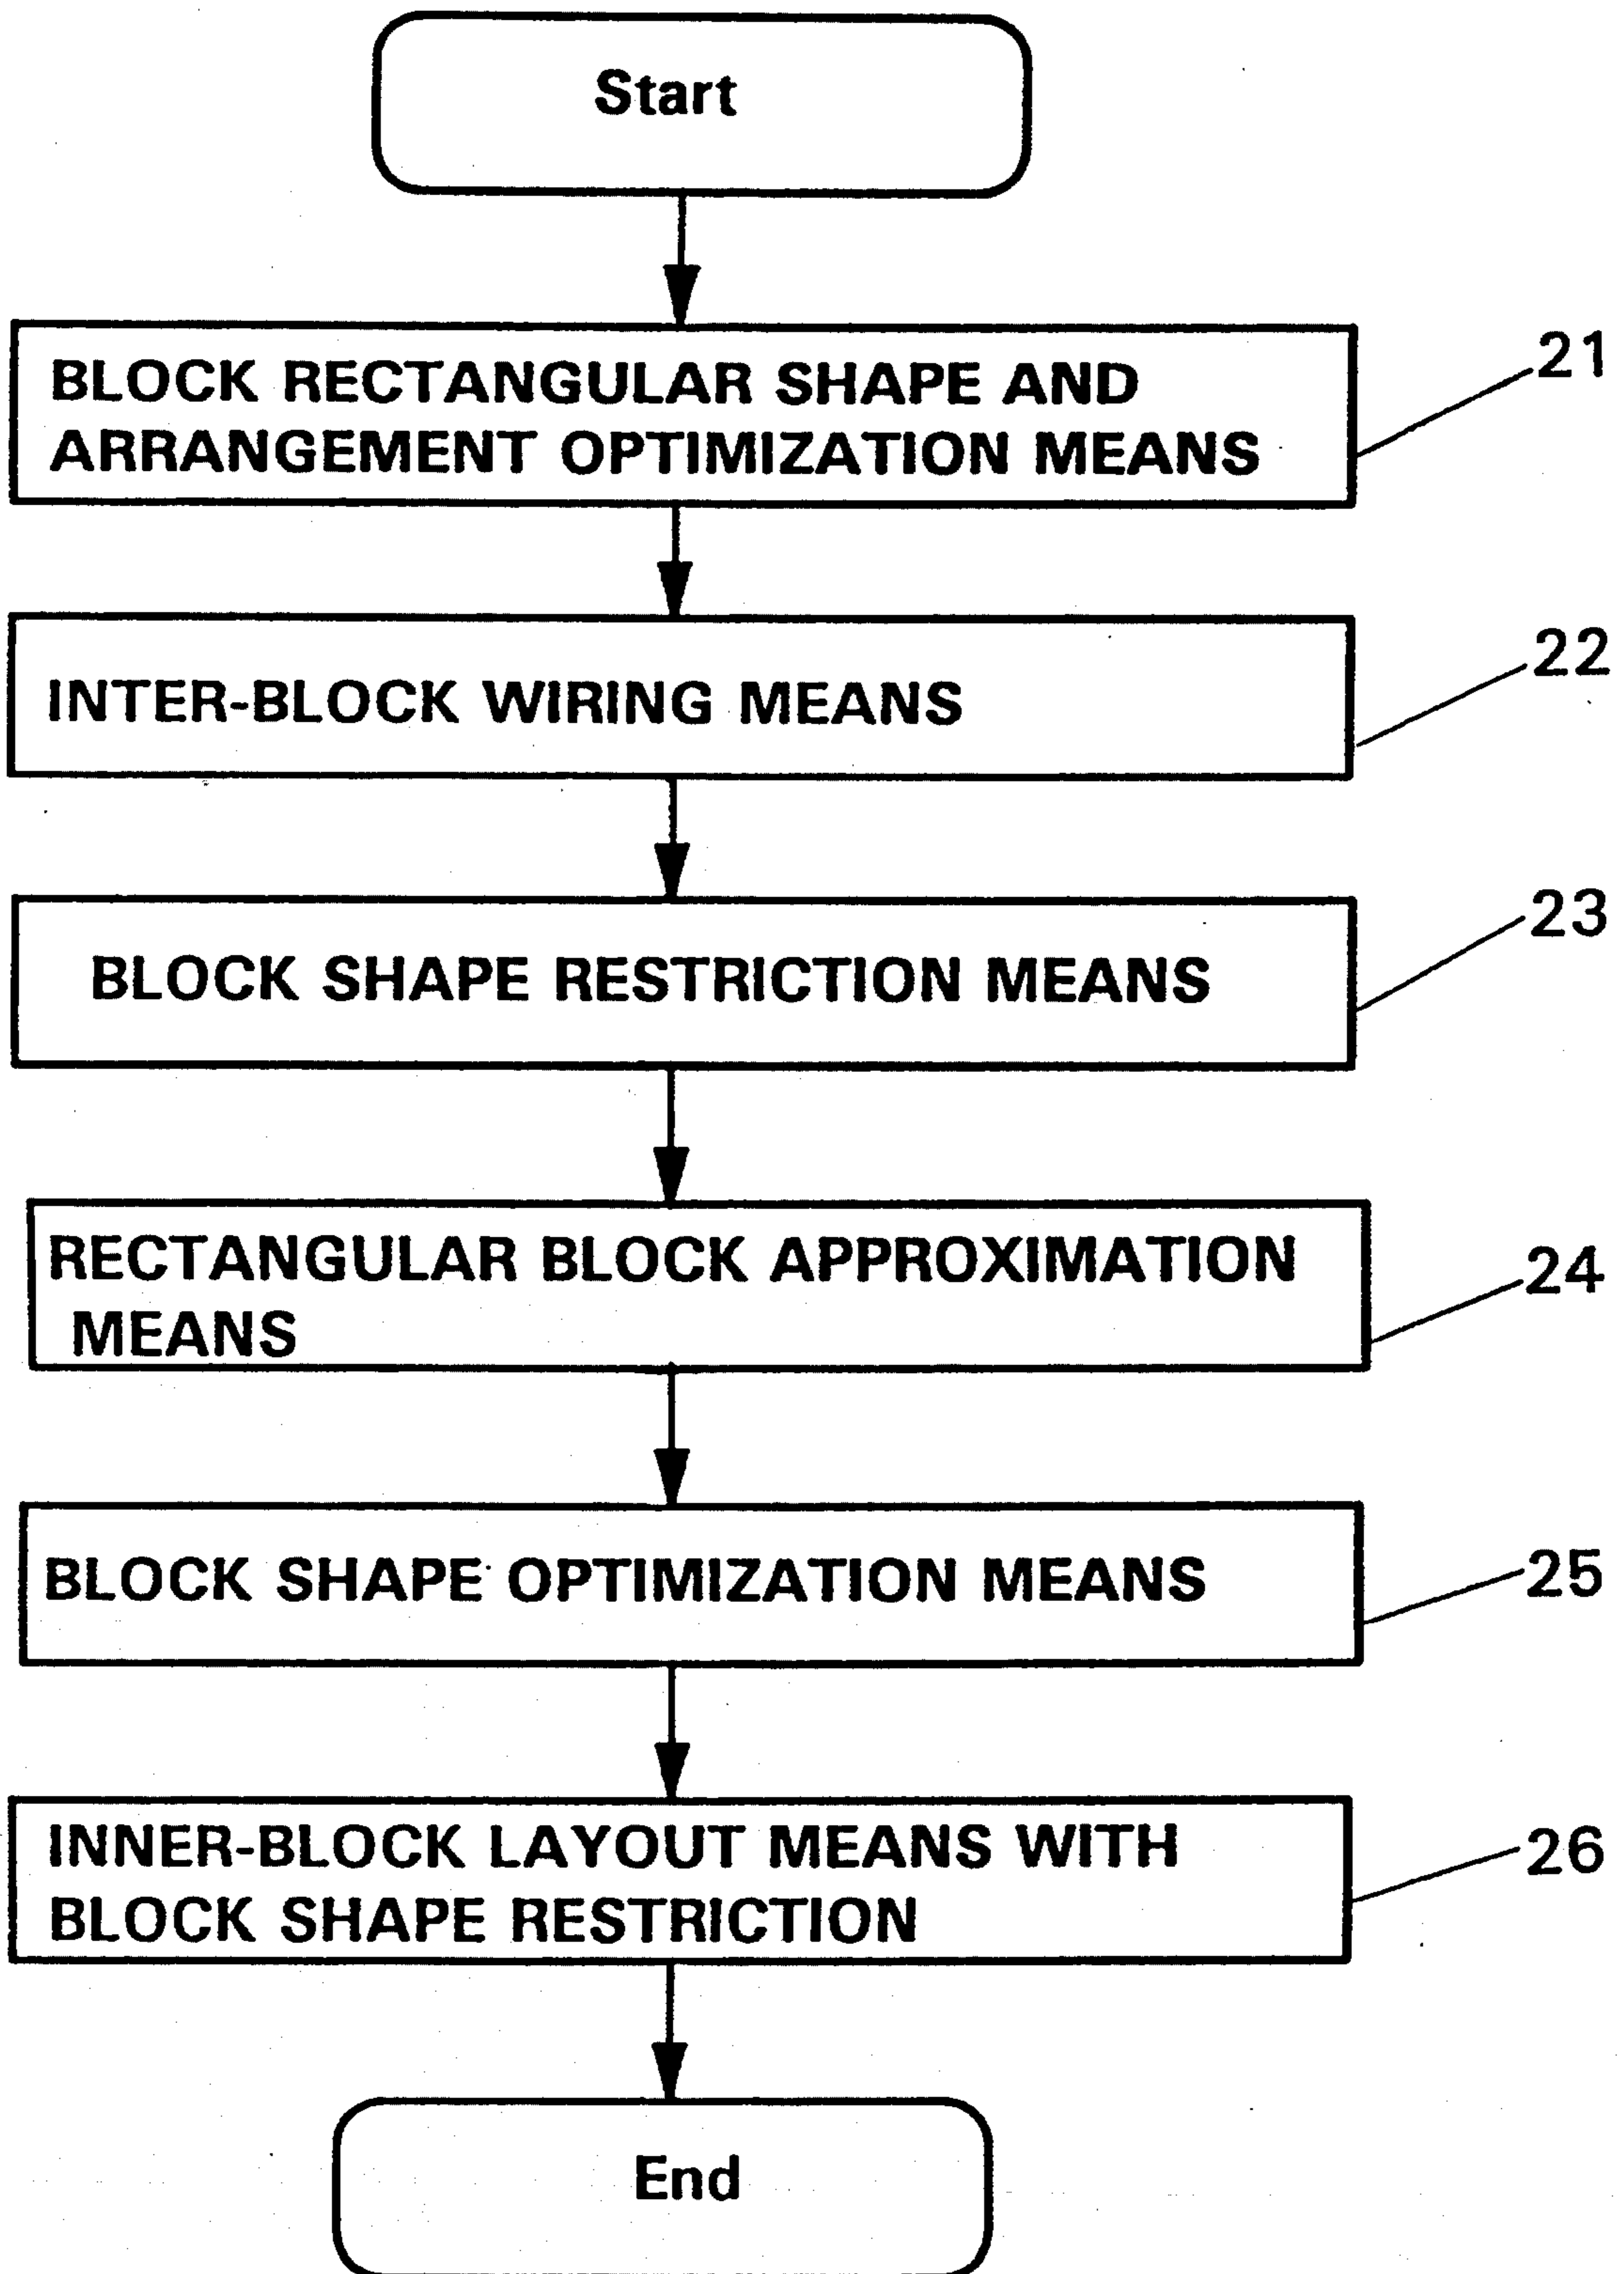 Start
BLOCK RECTANGULAR SHAPE AND
ARRANGEMENT OPTIMIZATION MEANS
21
INTER-BLOCK WIRING MEANS
22
BLOCK SHAPE RESTRICTION MEANS
23
RECTANGULAR BLOCK APPROXIMATION
MEANS
24
BLOCK SHAPE OPTIMIZATION MEANS
25
INNER-BLOCK LAYOUT MEANS WITH
BLOCK SHAPE RESTRICTION
26
End